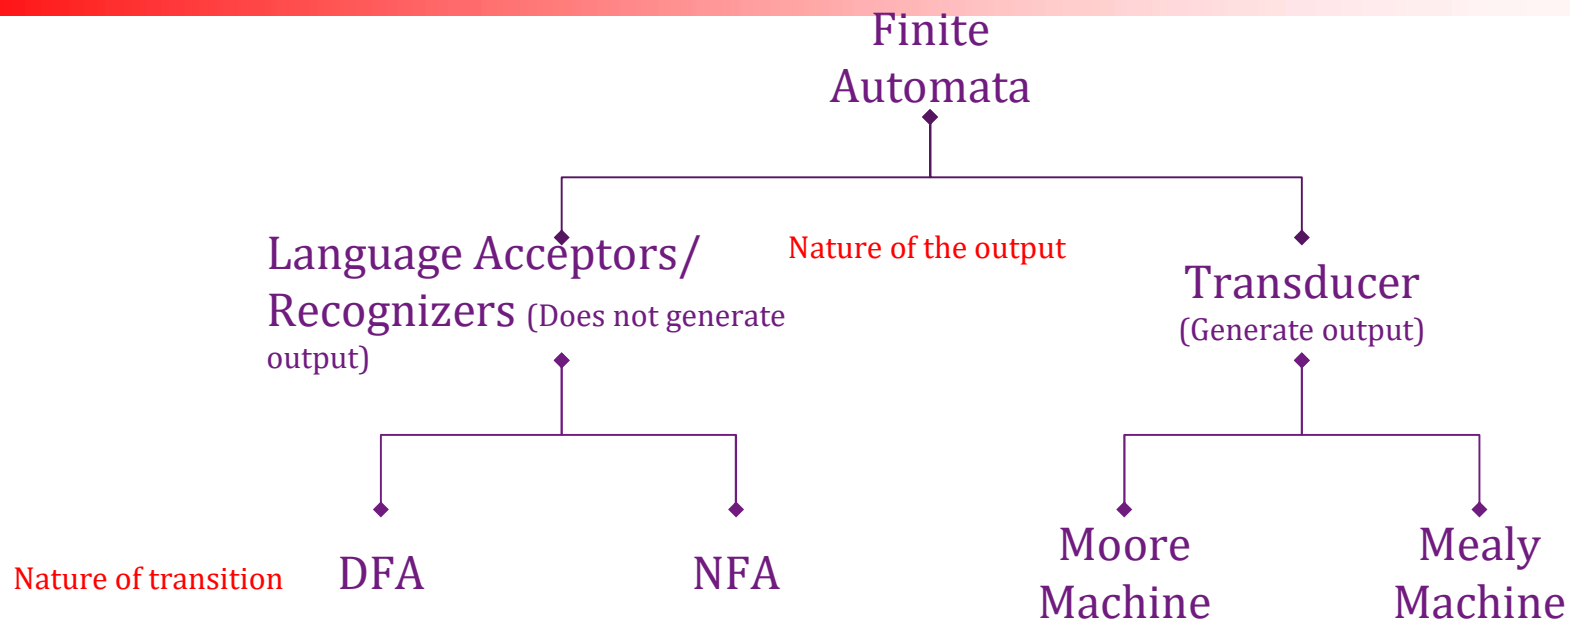 Finite
Automata
Language Acceptors/
Recognizers (Does not generate
output)
Nature of the output
Transducer
(Generate output)
Nature of transition
DFA
NFA
Moore
Machine
Mealy
Machine